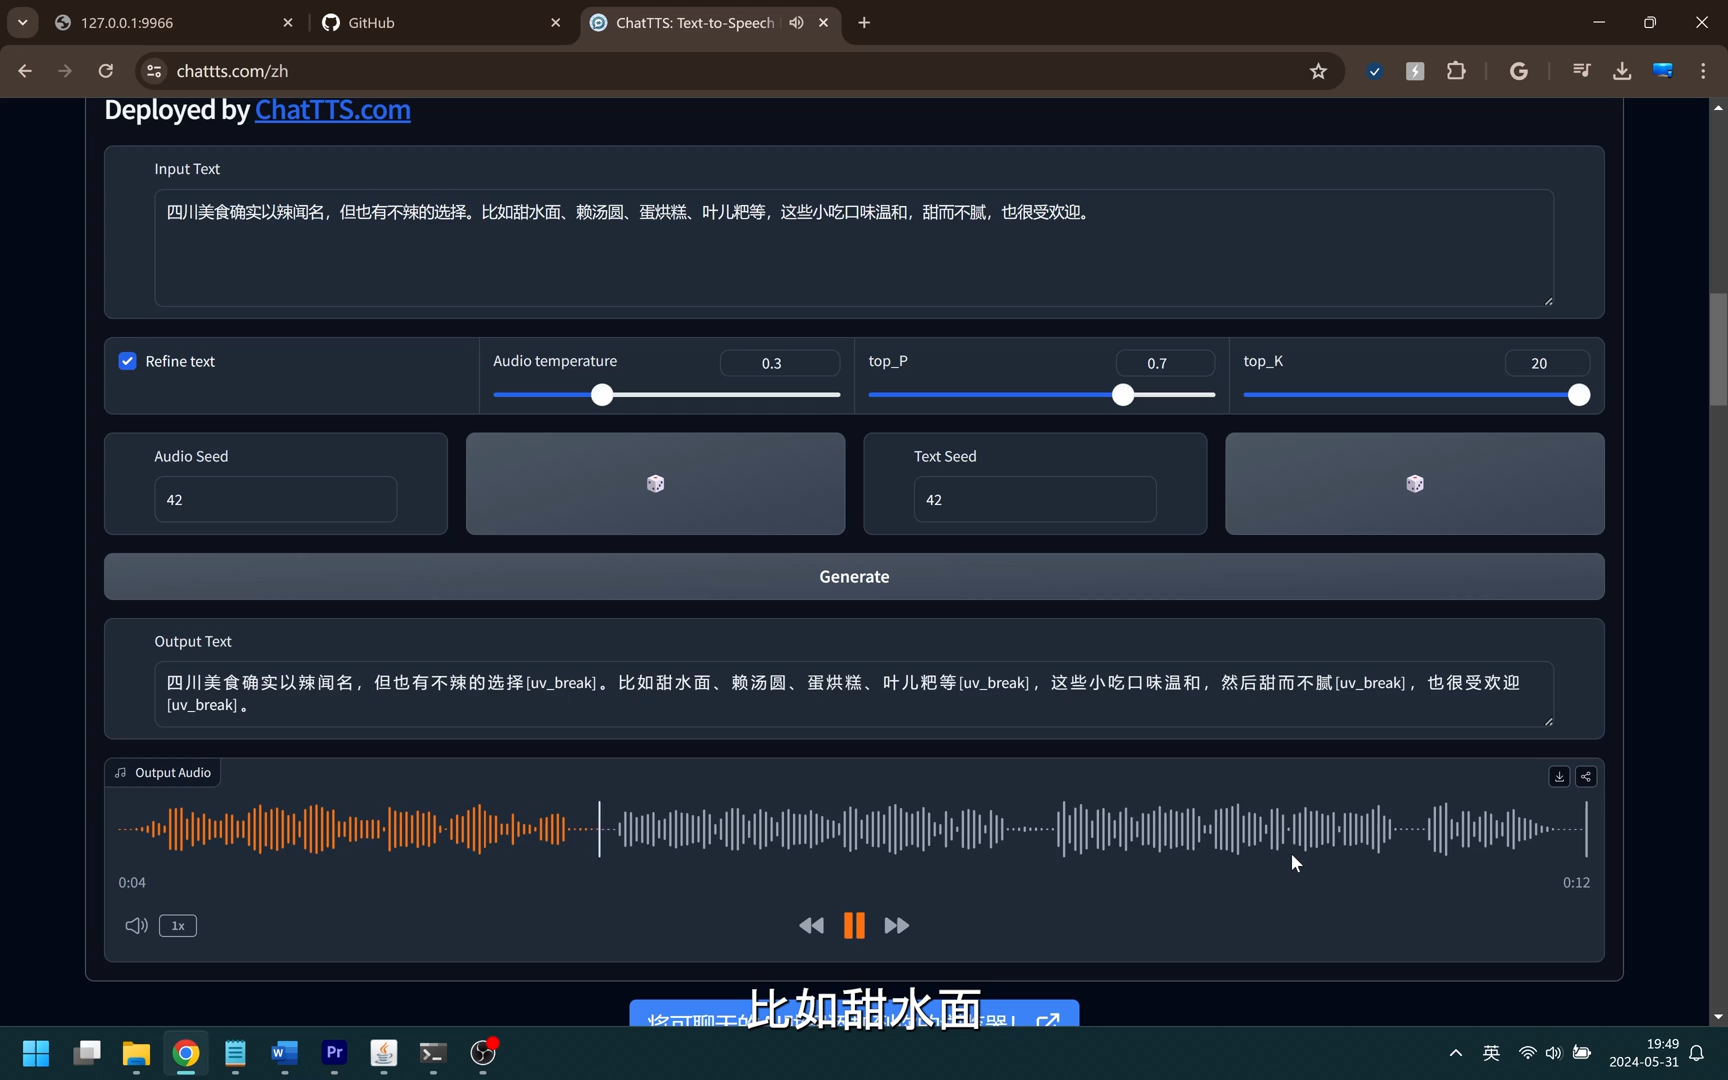 127.0.0.1:9966
GitHub
ChatTTS: Text-to-Speech
chattts.com/zh
Deployed by ChatTTS.com
Input Text
四川美食确实以辣闻名，但也有不辣的选择。比如甜水面、赖汤圆、蛋烘糕、叶儿粑等，这些小吃口味温和，甜而不腻，也很受欢迎。
Refine text
Audio temperature
0.3
top_P
0.7
top_K
20
Audio Seed
42
Text Seed
42
Generate
Output Text
四川美食确实以辣闻名，但也有不辣的选择[uv_break]。比如甜水面、赖汤圆、蛋烘糕、叶儿粑等[uv_break]，这些小吃口味温和，然后甜而不腻[uv_break]，也很受欢迎
[uv_break]。
Output Audio
0:04
0:12
1x
比如甜水面
英
19:49
2024-05-31